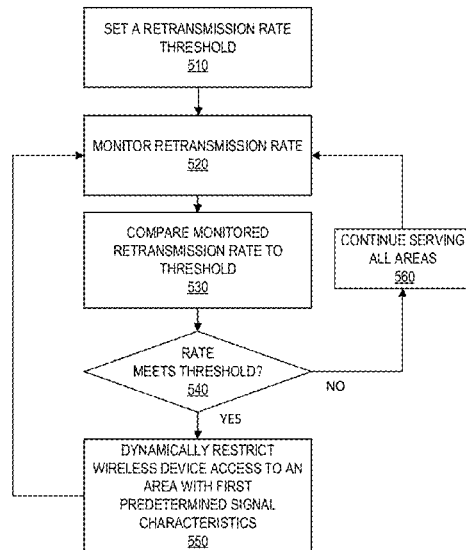 SET A RETRANSMISSION RATE
THRESHOLD
510
MONITOR RETRANSMISSION RATE
520
COMPARE MONITORED
RETRANSMISSION RATE TO
THRESHOLD
530
CONTINUE SERVING
ALL AREAS
560
RATE
MEETS THRESHOLD?
540
NO
YES
DYNAMICALLY RESTRICT
WIRELESS DEVICE ACCESS TO AN
AREA WITH FIRST
PREDETERMINED SIGNAL
CHARACTERISTICS
550